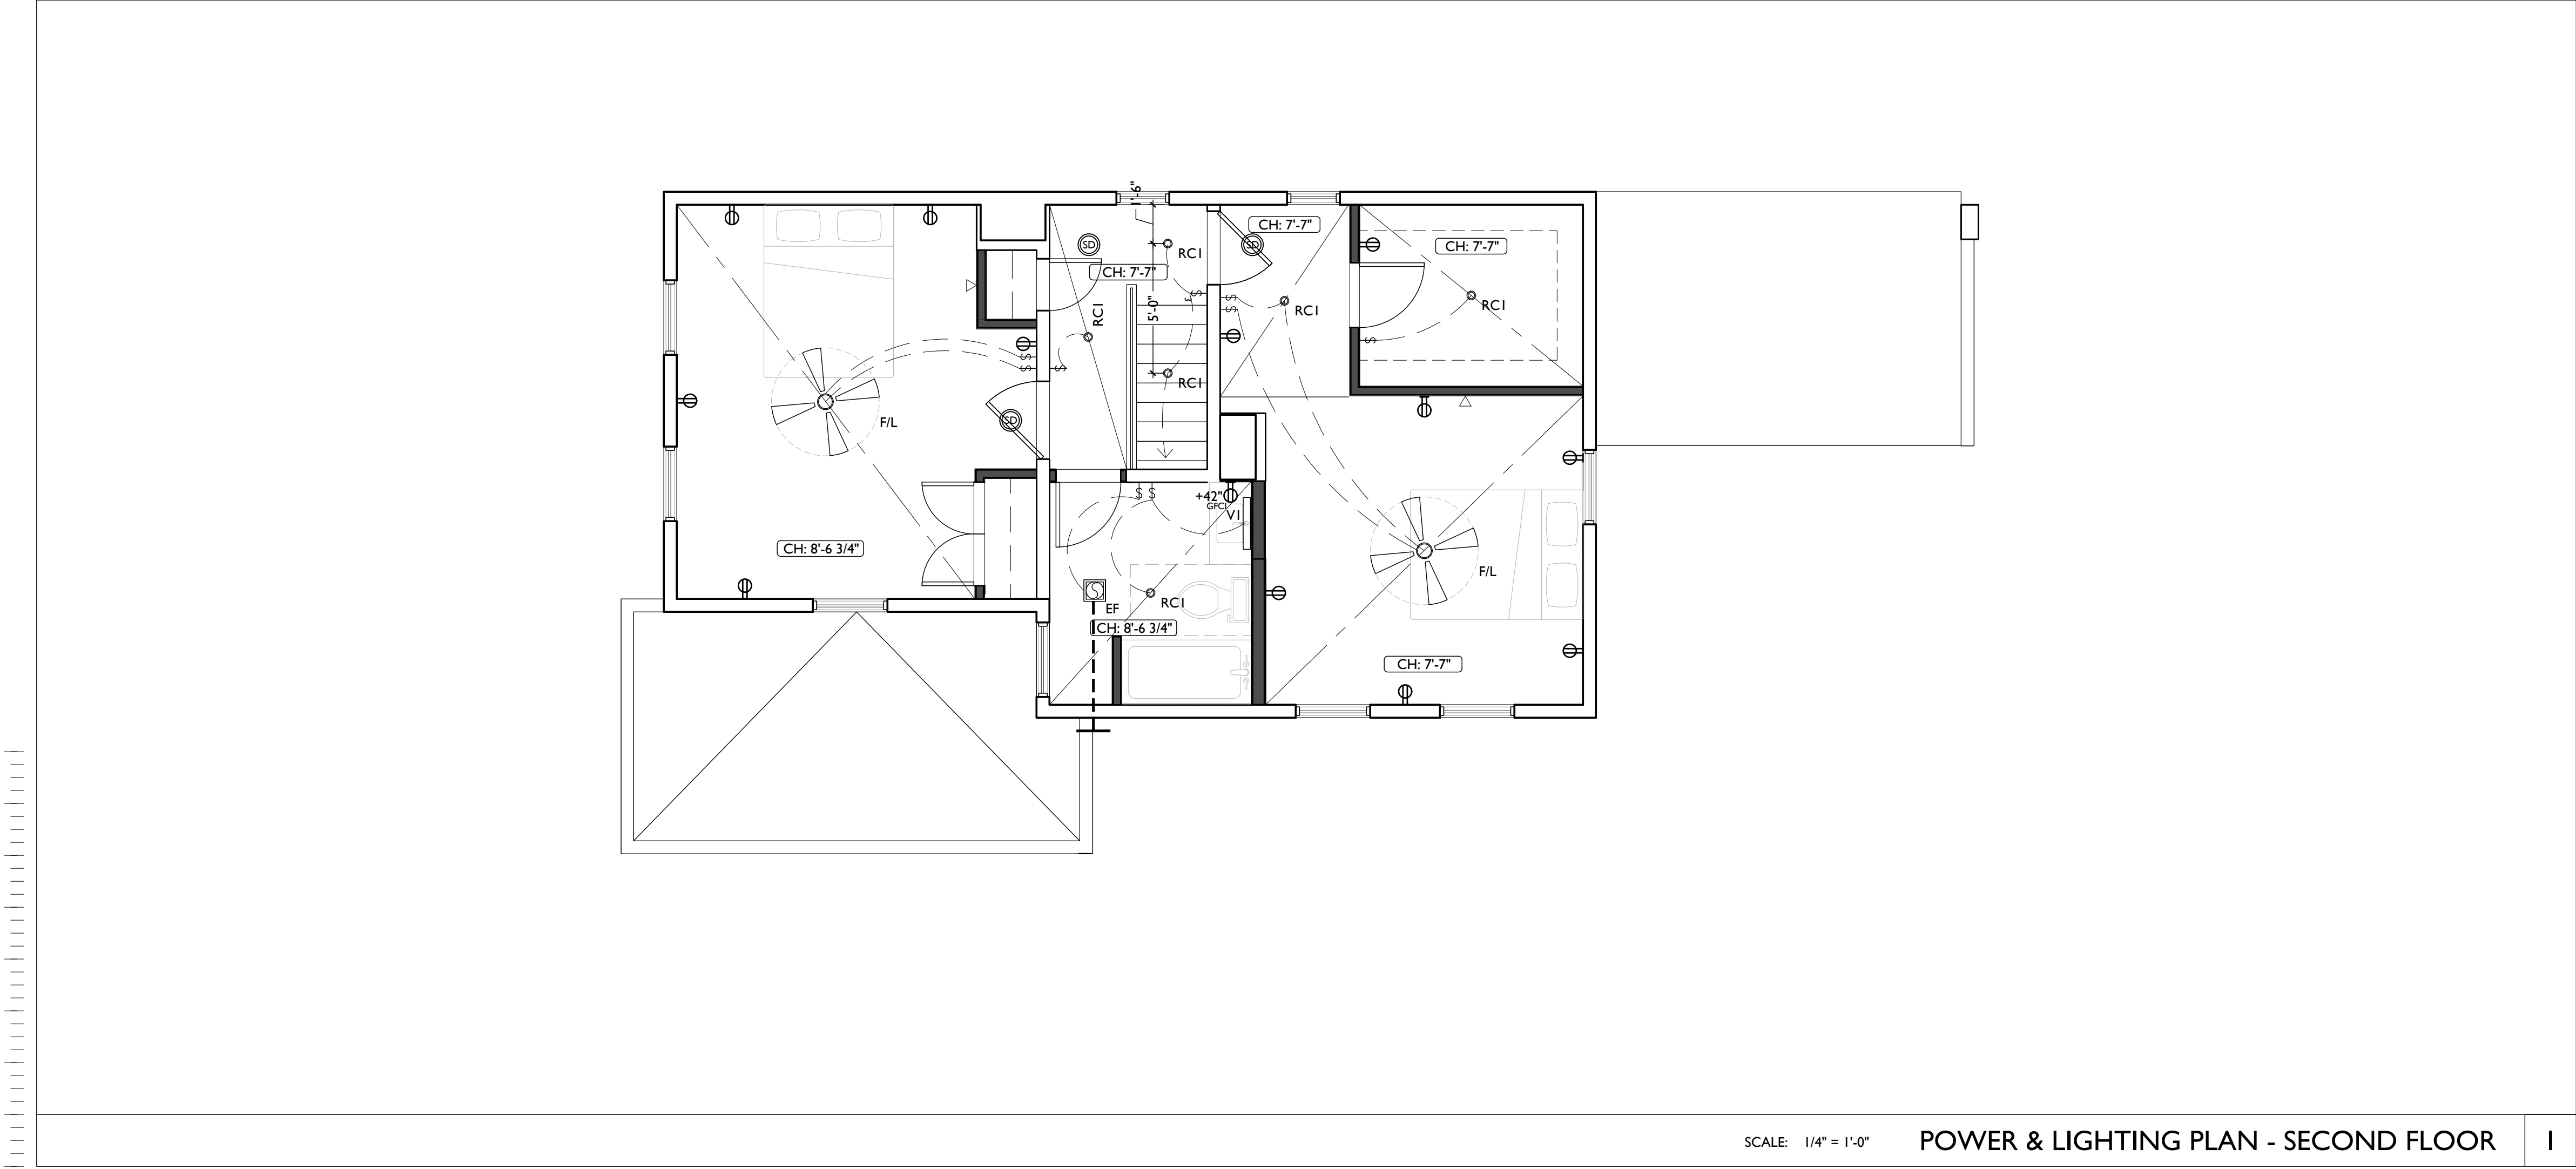 1'-6"
CH: 7'-7"
SD
SD
CH: 7'-7"
RC1
CH: 7'-7"
S
3
S
S
5'-0"
RC1
RC1
RC1
S
S
S
S
RC1
SD
F/L
S S
+42"
GFCI
V1
CH: 8'-6 3/4"
F/L
EF
RC1
CH: 8'-6 3/4"
CH: 7'-7"
SCALE: 1/4" = 1'-0"
POWER & LIGHTING PLAN - SECOND FLOOR
1